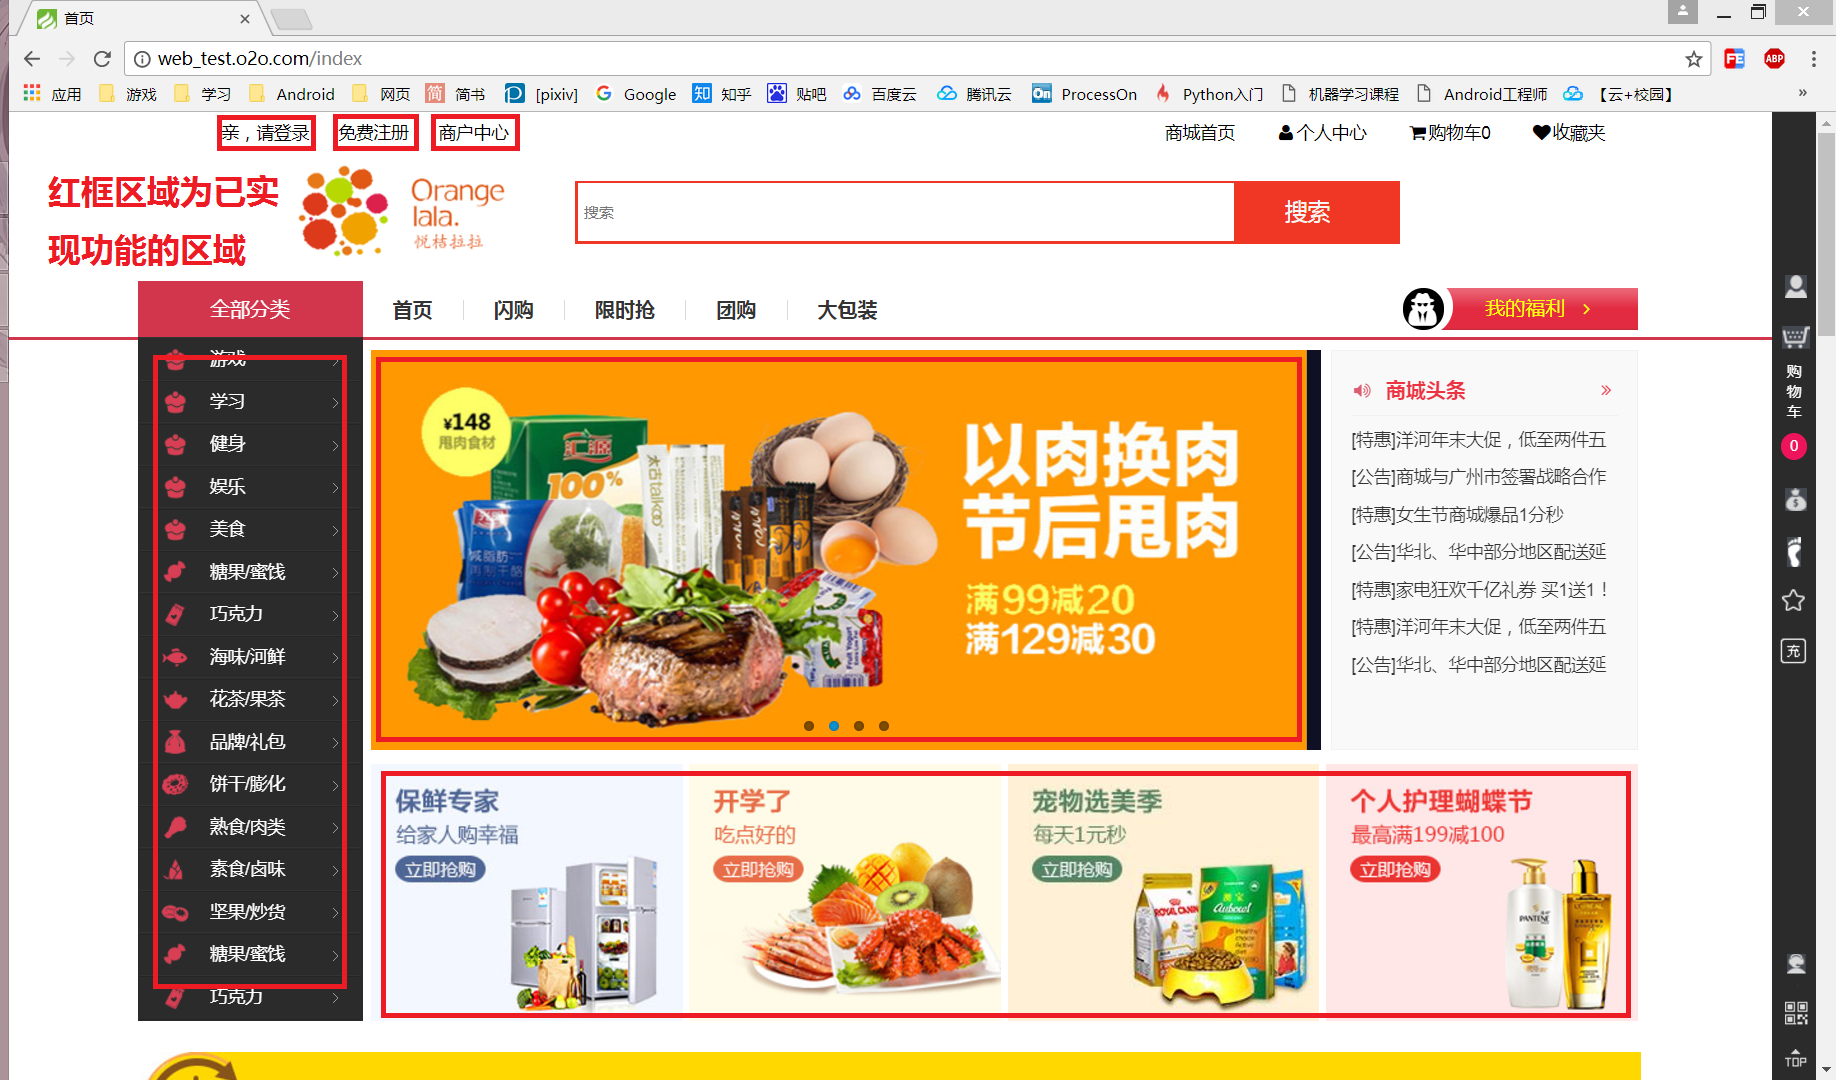 首页
web_test.o2o.com/index
应用 游戏 学习 Android 网页 简书 [pixiv] Google 知乎 贴吧 百度云 腾讯云 ProcessOn Python入门 机器学习课程 Android工程师 【云+校园】
亲，请登录 免费注册 商户中心 商城首页 个人中心 购物车0 收藏夹
红框区域为已实
现功能的区域
Orange
lala.
悦桔拉拉
搜索 搜索
全部分类 首页 闪购 限时抢 团购 大包装 我的福利
游戏
学习
健身
娱乐
美食
糖果/蜜饯
巧克力
海味/河鲜
花茶/果茶
品牌/礼包
饼干/膨化
熟食/肉类
素食/卤味
坚果/炒货
糖果/蜜饯
巧克力
¥148
甩肉食材
汇源
100%
太古taikoo
减脂肪
以肉换肉
节后甩肉
满99减20
满129减30
商城头条
[特惠]洋河年末大促，低至两件五
[公告]商城与广州市签署战略合作
[特惠]女生节商城爆品1分秒
[公告]华北、华中部分地区配送延
[特惠]家电狂欢千亿礼券 买1送1！
[特惠]洋河年末大促，低至两件五
[公告]华北、华中部分地区配送延
保鲜专家
给家人购幸福
立即抢购
开学了
吃点好的
立即抢购
宠物选美季
每天1元秒
立即抢购
ROYAL CANIN
个人护理蝴蝶节
最高满199减100
立即抢购
PANTENE
购
物
车
0
充
TOP